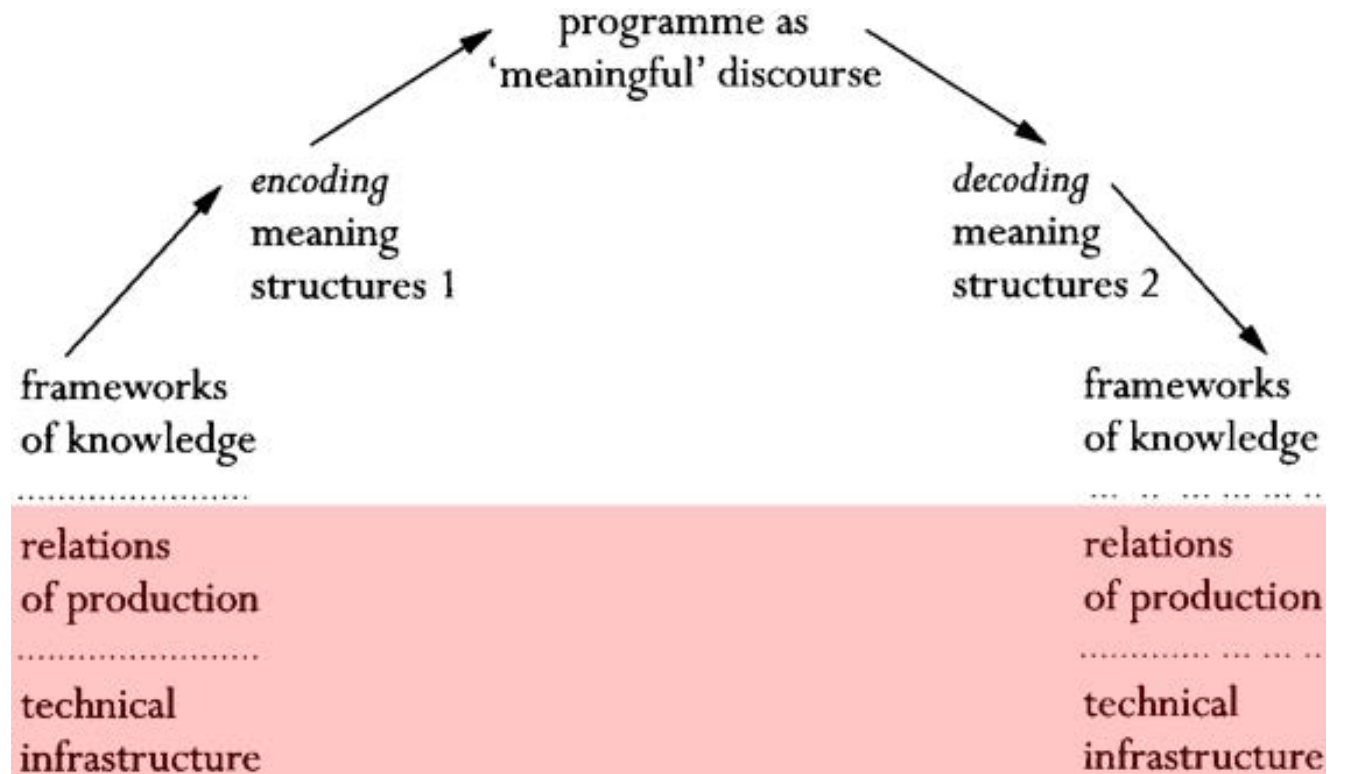 programme as
‘meaningful’ discourse
encoding
meaning
structures 1
decoding
meaning
structures 2
frameworks
of knowledge
frameworks
of knowledge
relations
of production
relations
of production
technical
infrastructure
technical
infrastructure